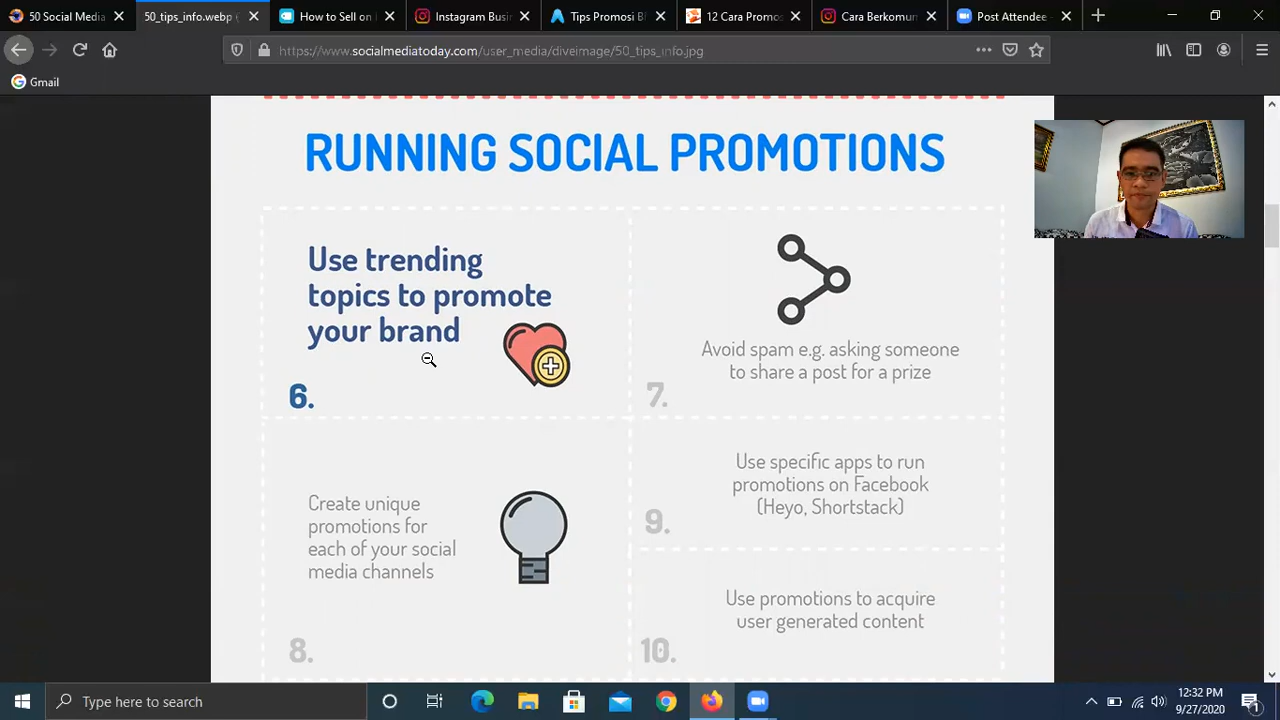 50 Social Media
50_tips_info.webp
How to Sell on
Instagram Busin
Tips Promosi B
12 Cara Promo
Cara Berkomu
Post Attendee -
https://www.socialmediatoday.com/user_media/diveimage/50_tips_info.jpg
Gmail
RUNNING SOCIAL PROMOTIONS
Use trending
topics to promote
your brand
6.
Avoid spam e.g. asking someone
to share a post for a prize
7.
Create unique
promotions for
each of your social
media channels
8.
Use specific apps to run
promotions on Facebook
(Heyo, Shortstack)
9.
Use promotions to acquire
user generated content
10.
Type here to search
12:32 PM
9/27/2020
1